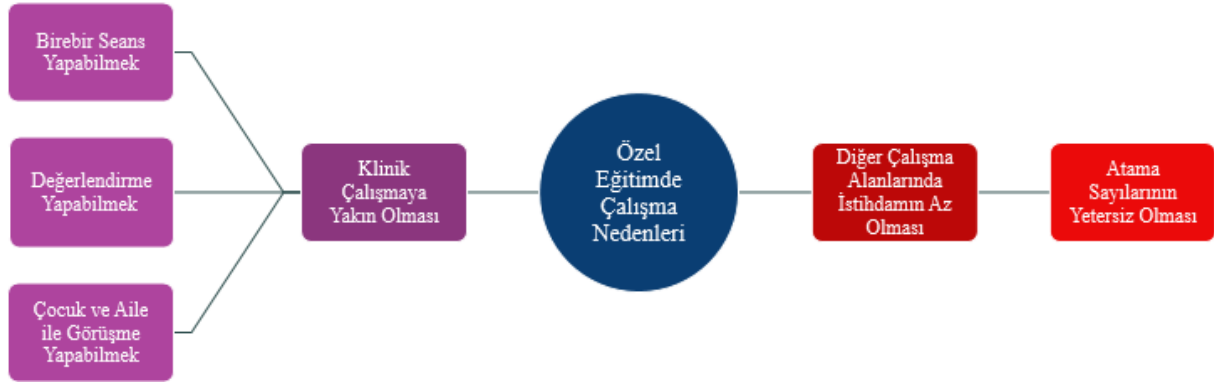 Birebir Seans
Yapabilmek
Değerlendirme
Yapabilmek
Çocuk ve Aile
ile Görüşme
Yapabilmek
Klinik
Çalışmaya
Yakın Olması
Özel
Eğitimde
Çalışma
Nedenleri
Diğer Çalışma
Alanlarında
İstihdamın Az
Olması
Atama
Sayılarının
Yetersiz Olması